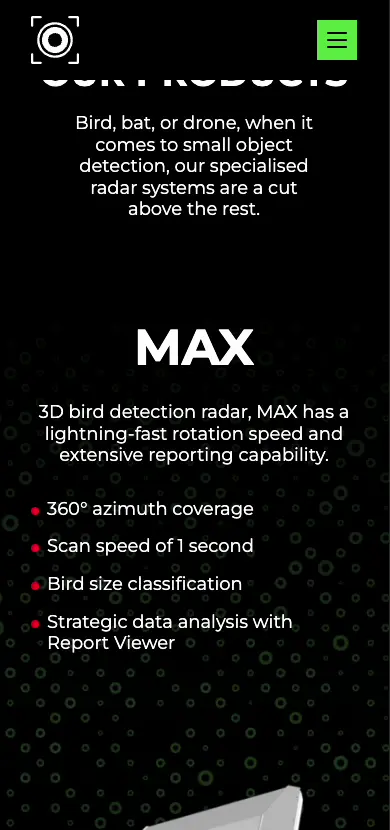 OUR PRODUCTS
Bird, bat, or drone, when it
comes to small object
detection, our specialised
radar systems are a cut
above the rest.
MAX
3D bird detection radar, MAX has a
lightning-fast rotation speed and
extensive reporting capability.
360° azimuth coverage
Scan speed of 1 second
Bird size classification
Strategic data analysis with
Report Viewer